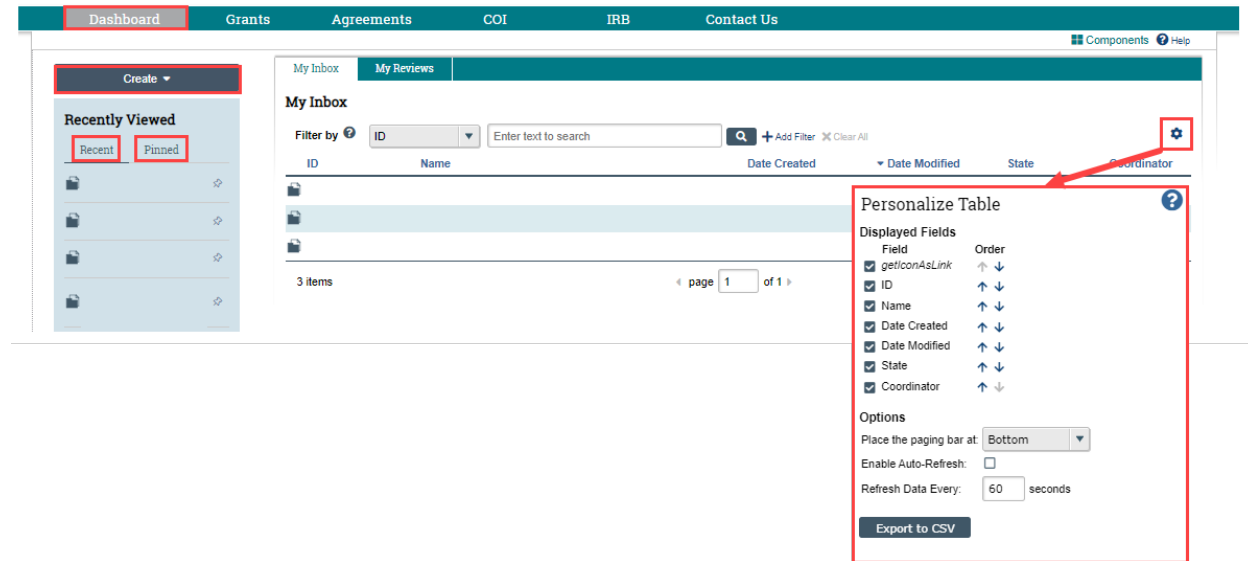 Dashboard Grants Agreements COI IRB Contact Us
Components Help
Create
My Inbox My Reviews
Recently Viewed
Recent Pinned
My Inbox
Filter by ID Enter text to search Add Filter Clear All
ID Name Date Created Date Modified State Coordinator
3 items page 1 of 1
Personalize Table
Displayed Fields
Field Order
getIconAsLink
ID
Name
Date Created
Date Modified
State
Coordinator
Options
Place the paging bar at: Bottom
Enable Auto-Refresh:
Refresh Data Every: 60 seconds
Export to CSV